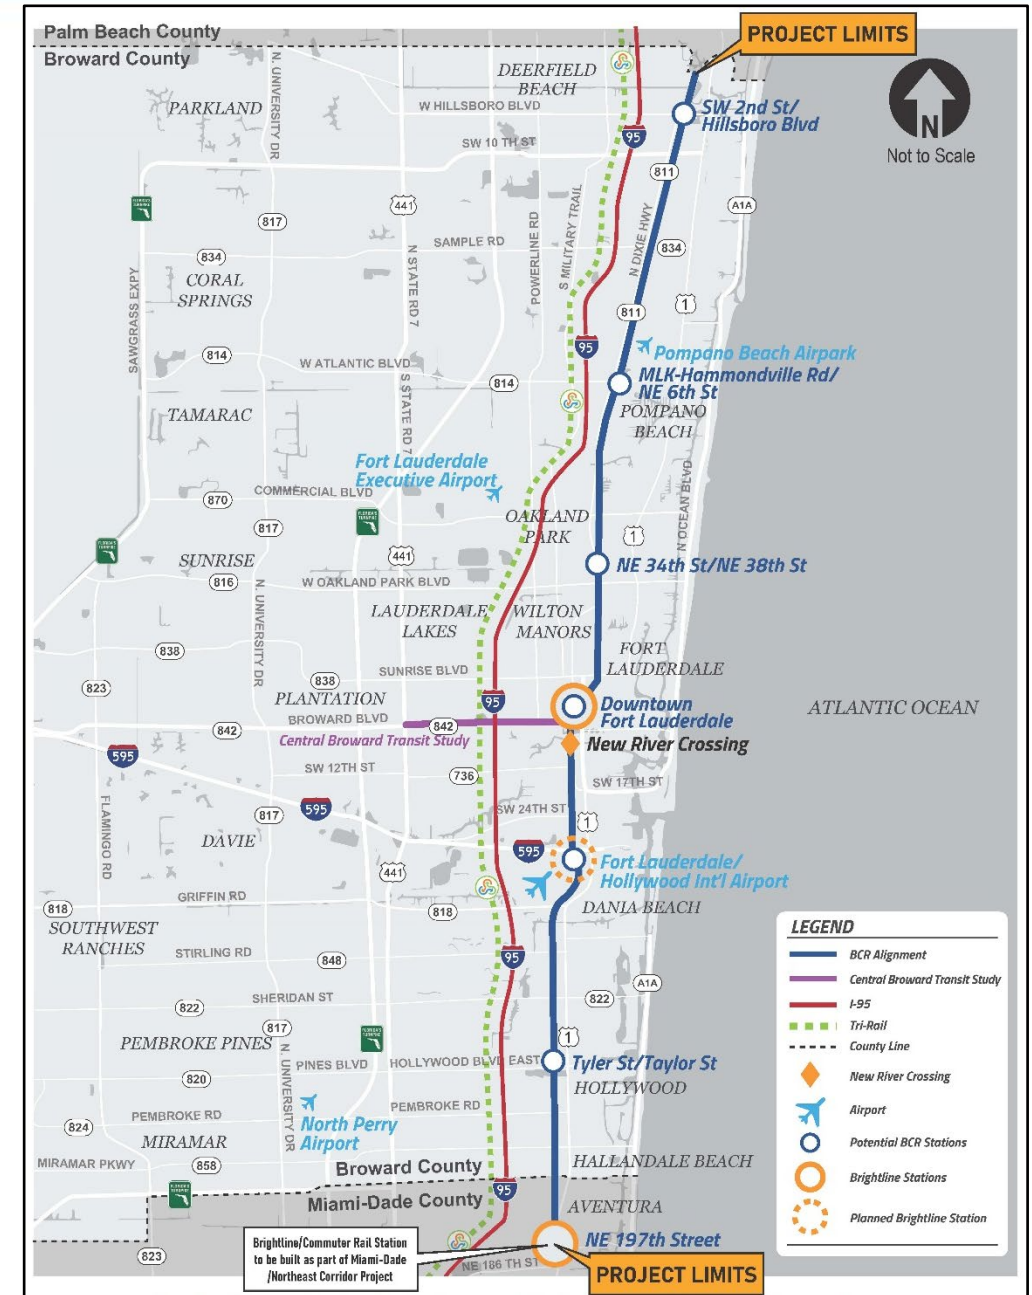 Palm Beach County
Broward County
PROJECT LIMITS
N
Not to Scale
DEERFIELD
BEACH
PARKLAND
N. UNIVERSITY DR
W HILLSBORO BLVD
SW 2nd St/
Hillsboro Blvd
95
SW 10 TH ST
811
441
A1A
817
S MILITARY TRAIL
POWERLINE RD
N DIXIE HWY
SAMPLE RD
834
834
N STATE RD 7
CORAL
SPRINGS
SAWGRASS EXPY
1
811
95
814
W ATLANTIC BLVD
Pompano Beach Airpark
MLK-Hammondville Rd/
NE 6th St
814
S STATE RD 7
TAMARAC
POMPANO
BEACH
Fort Lauderdale
Executive Airport
COMMERCIAL BLVD
870
N OCEAN BLVD
OAKLAND
PARK
817
1
SUNRISE
441
NE 34th St/NE 38th St
816
W OAKLAND PARK BLVD
N. UNIVERSITY DR
LAUDERDALE
LAKES
WILTON
MANORS
838
FORT
LAUDERDALE
SUNRISE BLVD
838
823
PLANTATION
95
Downtown
Fort Lauderdale
ATLANTIC OCEAN
BROWARD BLVD
842
842
Central Broward Transit Study
New River Crossing
595
SW 12TH ST
736
SW 17TH ST
595
SW 24TH ST
817
1
FLAMINGO RD
DAVIE
595
441
Fort Lauderdale/
Hollywood Int'l Airport
GRIFFIN RD
818
818
DANIA BEACH
SOUTHWEST
RANCHES
STIRLING RD
848
95
SHERIDAN ST
822
822
A1A
817
1
PEMBROKE PINES
PINES BLVD
HOLLYWOOD BLVD EAST
Tyler St/Taylor St
820
HOLLYWOOD
N. UNIVERSITY DR
PEMBROKE RD
PEMBROKE RD
North Perry
Airport
824
MIRAMAR
MIRAMAR PKWY
858
Broward County
HALLANDALE BEACH
Miami-Dade County
95
AVENTURA
823
Brightline/Commuter Rail Station
to be built as part of Miami-Dade
/Northeast Corridor Project
NE 197th Street
NE 186 TH ST
PROJECT LIMITS
LEGEND
BCR Alignment
Central Broward Transit Study
I-95
Tri-Rail
County Line
New River Crossing
Airport
Potential BCR Stations
Brightline Stations
Planned Brightline Station